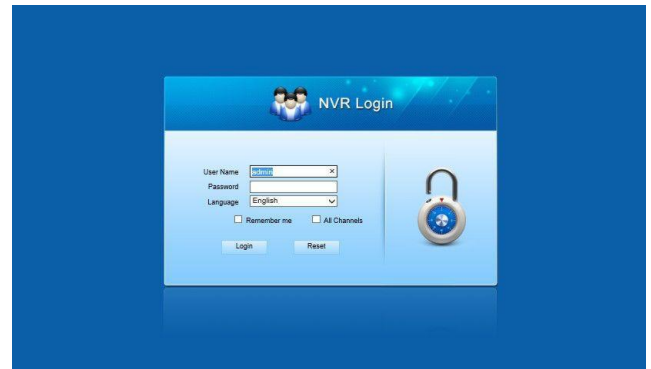 NVR Login
User Name admin ×
Password
Language English
Remember me All Channels
Login Reset